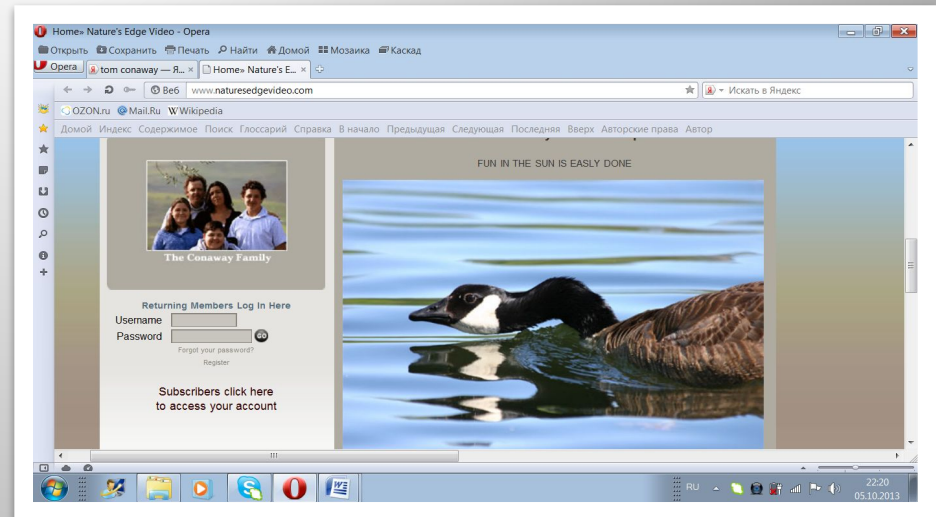 Home» Nature's Edge Video - Opera
Открыть Сохранить Печать Найти Домой Мозаика Каскад
Opera tom conaway — Я... Home» Nature's E...
Веб www.naturesedgevideo.com Искать в Яндекс
OZON.ru Mail.Ru Wikipedia
Домой Индекс Содержимое Поиск Глоссарий Справка В начало Предыдущая Следующая Последняя Вверх Авторские права Автор
FUN IN THE SUN IS EASLY DONE
The Conaway Family
Returning Members Log In Here
Username
Password GO
Forgot your password?
Register
Subscribers click here
to access your account
RU 22:20
05.10.2013